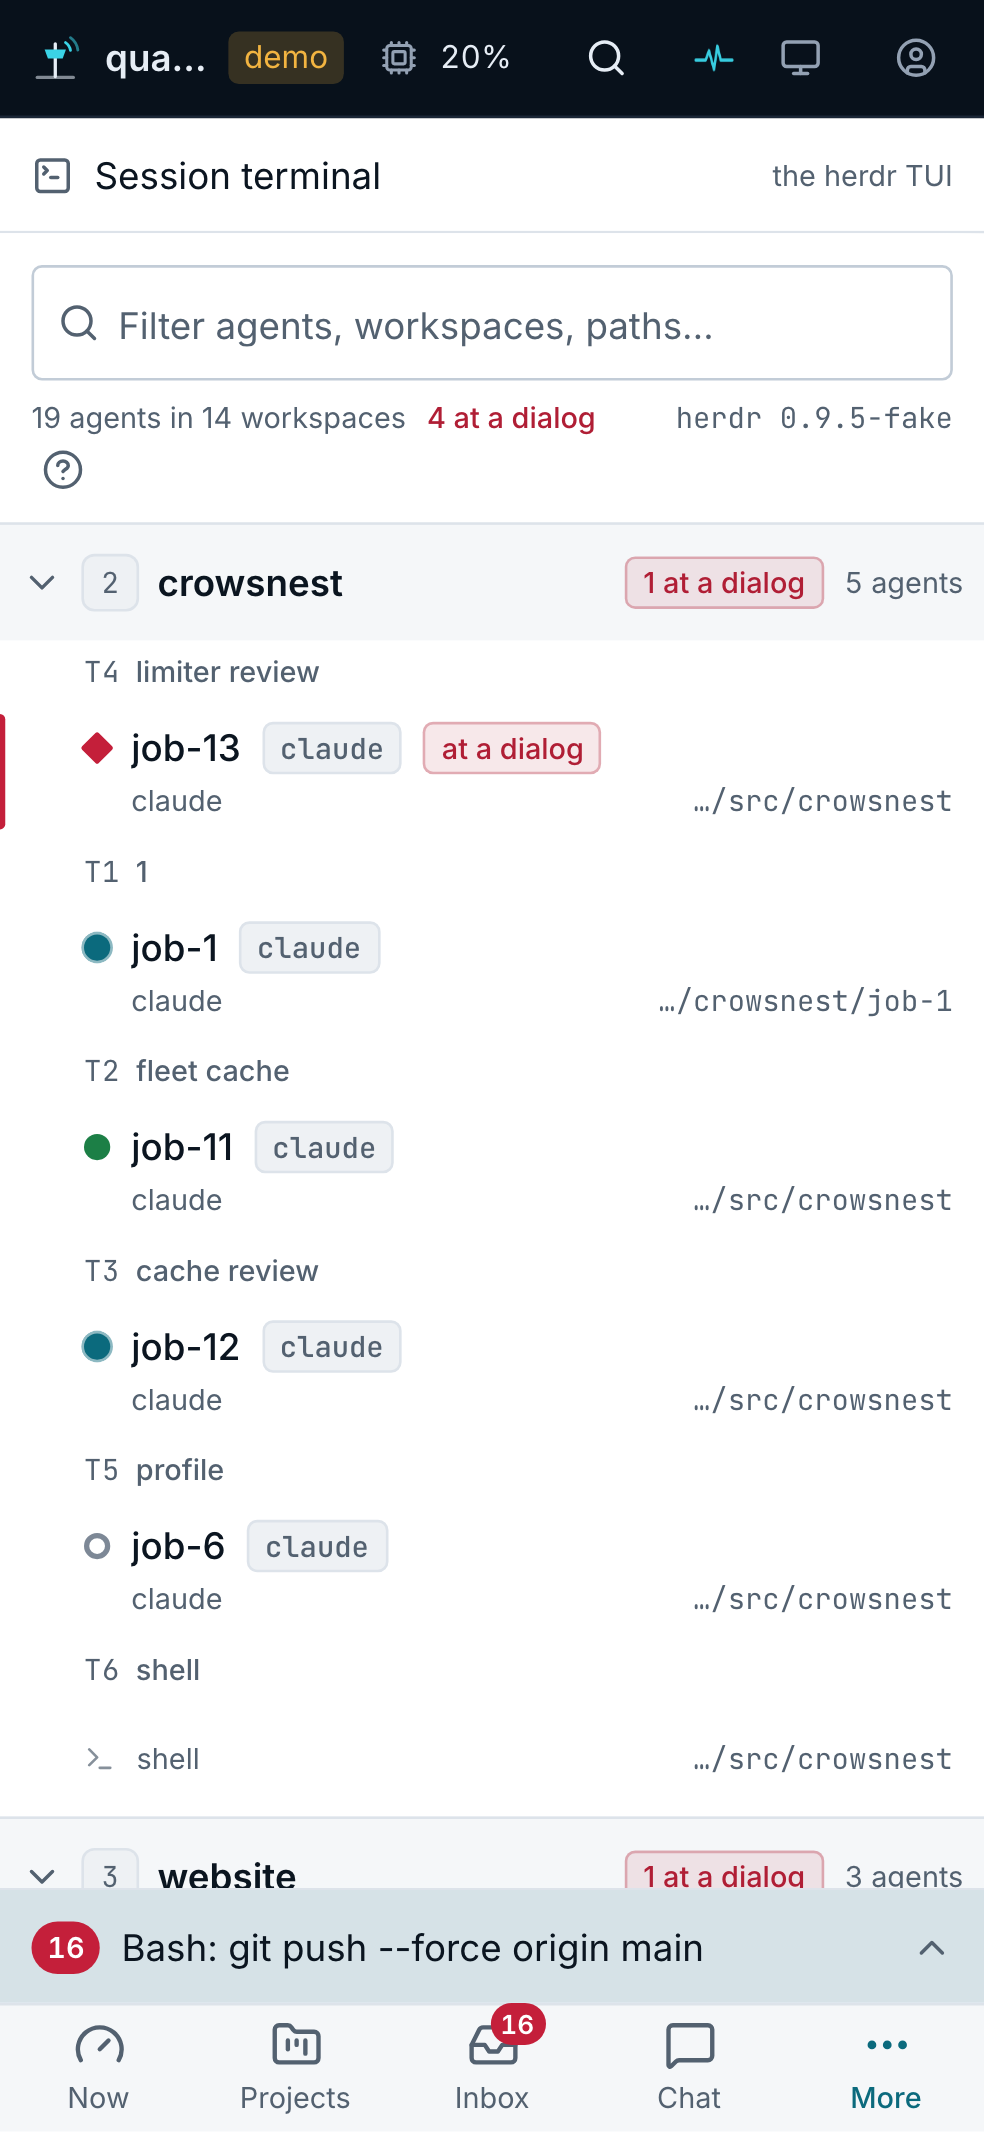 qua... demo 20%
Session terminal the herdr TUI
Filter agents, workspaces, paths...
19 agents in 14 workspaces 4 at a dialog herdr 0.9.5-fake
2 crowsnest 1 at a dialog 5 agents
T4 limiter review
job-13 claude at a dialog
claude …/src/crowsnest
T1 1
job-1 claude
claude …/crowsnest/job-1
T2 fleet cache
job-11 claude
claude …/src/crowsnest
T3 cache review
job-12 claude
claude …/src/crowsnest
T5 profile
job-6 claude
claude …/src/crowsnest
T6 shell
shell …/src/crowsnest
3 website 1 at a dialog 3 agents
16 Bash: git push --force origin main
16
Now Projects Inbox Chat More